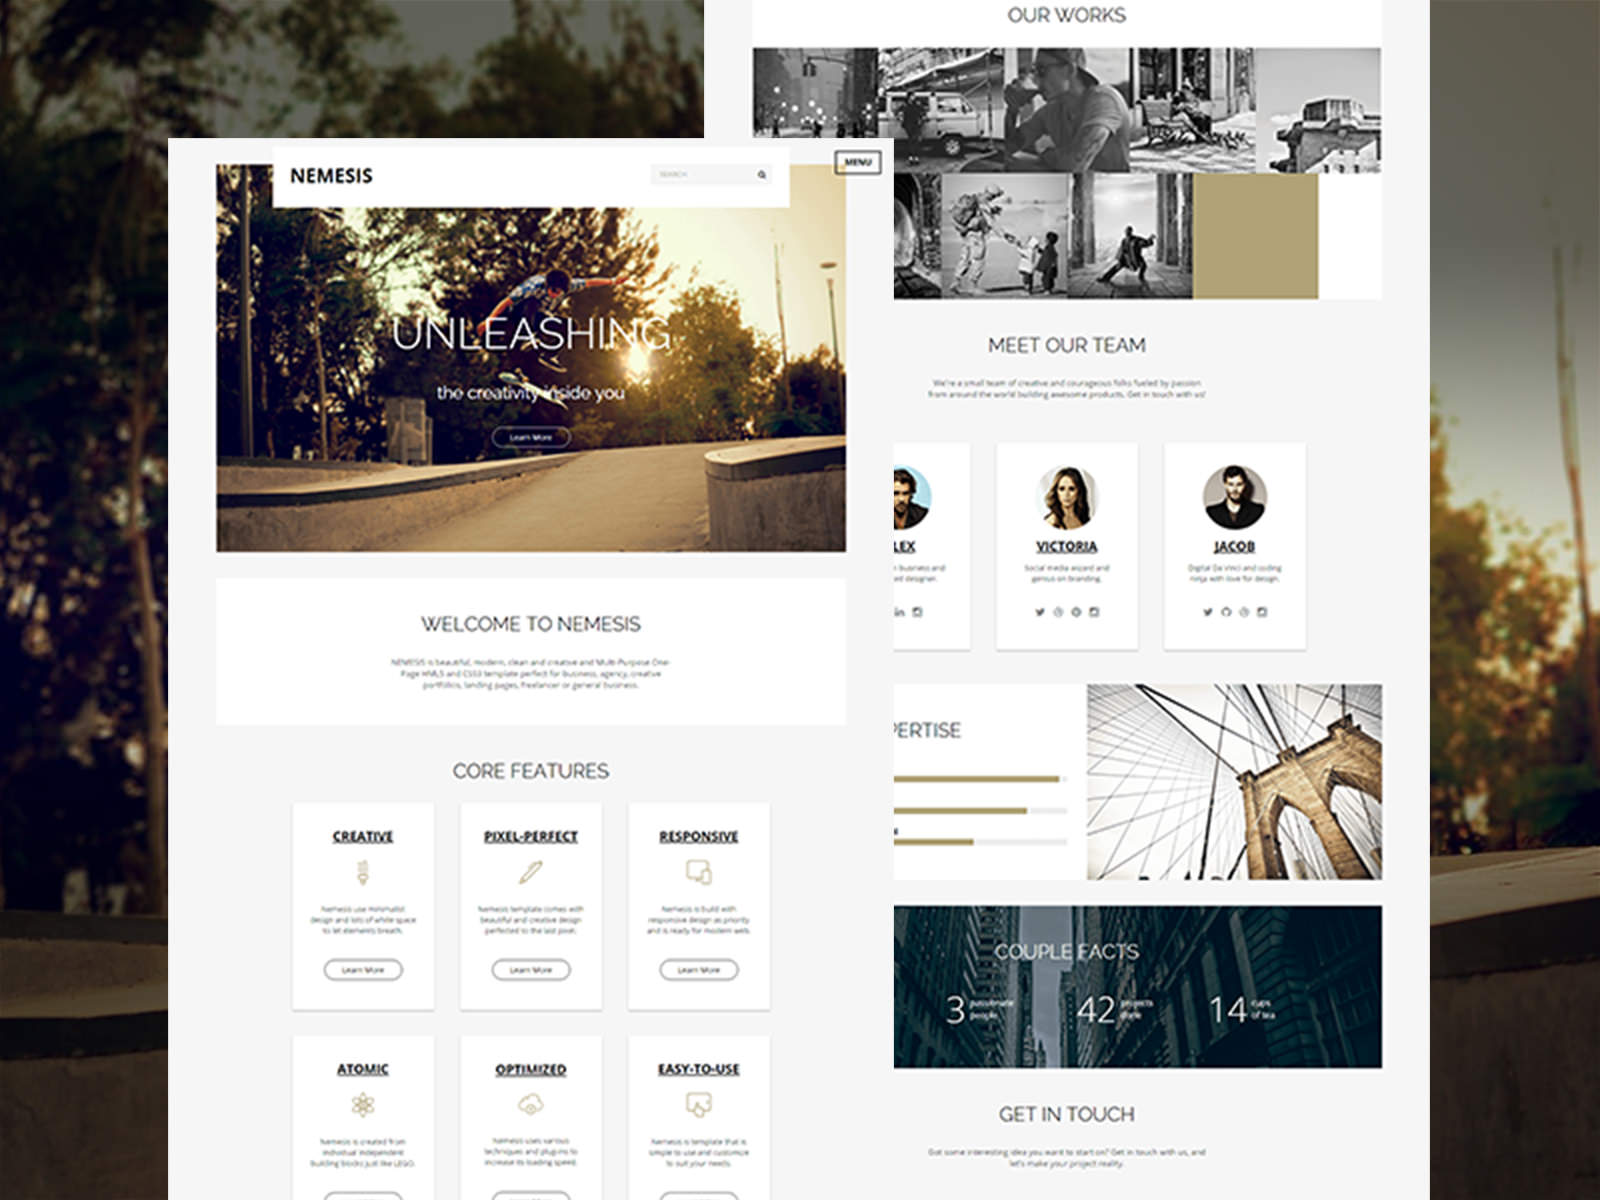 NEMESIS
SEARCH
MENU
UNLEASHING
the creativity inside you
Learn More
WELCOME TO NEMESIS
NEMESIS is beautiful, modern, clean and creative and Multi-Purpose One-
Page HTML5 and CSS3 template perfect for business, agency, creative
portfolios, landing pages, freelancer or general business.
CORE FEATURES
CREATIVE
Nemesis use minimalist
design and lots of white space
to let elements breath.
Learn More
PIXEL-PERFECT
Nemesis template comes with
beautiful and creative design
perfected to the last pixel.
Learn More
RESPONSIVE
Nemesis is build with
responsive design as priority
and is ready for modern web.
Learn More
ATOMIC
Nemesis is created from
individual independent
building blocks just like LEGO.
OPTIMIZED
Nemesis uses various
techniques and plug-ins to
increase its loading speed.
EASY-TO-USE
Nemesis is template that is
simple to use and customize
to suit your needs.
OUR WORKS
MEET OUR TEAM
We're a small team of creative and courageous folks fueled by passion
from around the world building awesome products. Get in touch with us!
LEX
n business and
ed designer.
VICTORIA
Social media wizard and
genius on branding.
JACOB
Digital Da Vinci and coding
ninja with love for design.
PERTISE
COUPLE FACTS
3 passionate
people
42 projects
done
14 cups
of tea
GET IN TOUCH
Got some interesting idea you want to start on? Get in touch with us, and
let's make your project reality.